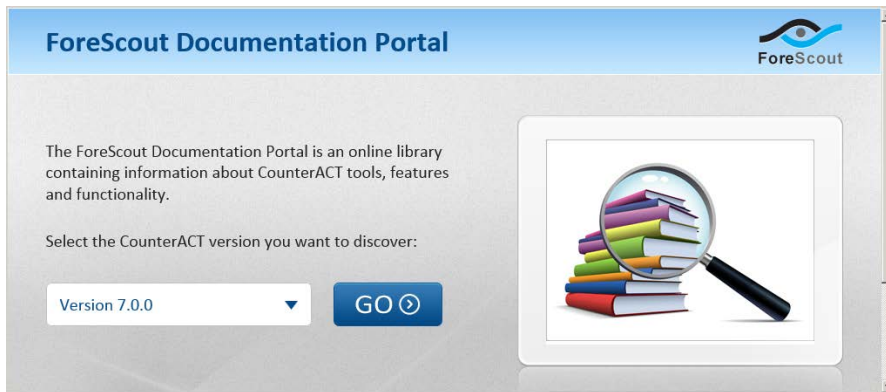 ForeScout Documentation Portal
ForeScout
The ForeScout Documentation Portal is an online library
containing information about CounterACT tools, features
and functionality.
Select the CounterACT version you want to discover:
Version 7.0.0
GO